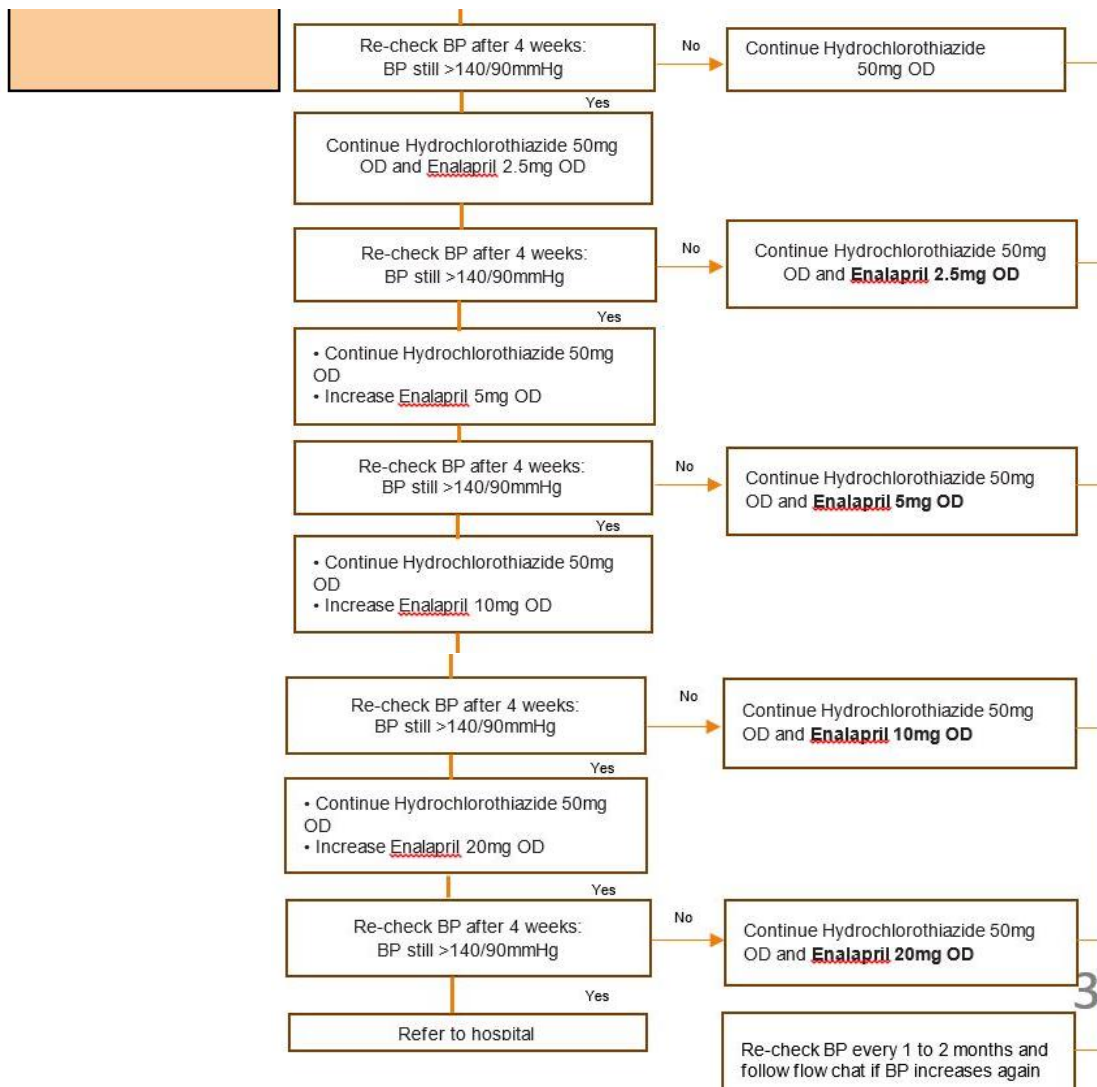 Re-check BP after 4 weeks:
BP still >140/90mmHg
No
Continue Hydrochlorothiazide
50mg OD
Yes
Continue Hydrochlorothiazide 50mg
OD and Enalapril 2.5mg OD
Re-check BP after 4 weeks:
BP still >140/90mmHg
No
Continue Hydrochlorothiazide 50mg
OD and Enalapril 2.5mg OD
Yes
• Continue Hydrochlorothiazide 50mg
OD
• Increase Enalapril 5mg OD
Re-check BP after 4 weeks:
BP still >140/90mmHg
No
Continue Hydrochlorothiazide 50mg
OD and Enalapril 5mg OD
Yes
• Continue Hydrochlorothiazide 50mg
OD
• Increase Enalapril 10mg OD
Re-check BP after 4 weeks:
BP still >140/90mmHg
No
Continue Hydrochlorothiazide 50mg
OD and Enalapril 10mg OD
Yes
• Continue Hydrochlorothiazide 50mg
OD
• Increase Enalapril 20mg OD
Yes
Re-check BP after 4 weeks:
BP still >140/90mmHg
No
Continue Hydrochlorothiazide 50mg
OD and Enalapril 20mg OD
3
Yes
Refer to hospital
Re-check BP every 1 to 2 months and
follow flow chat if BP increases again